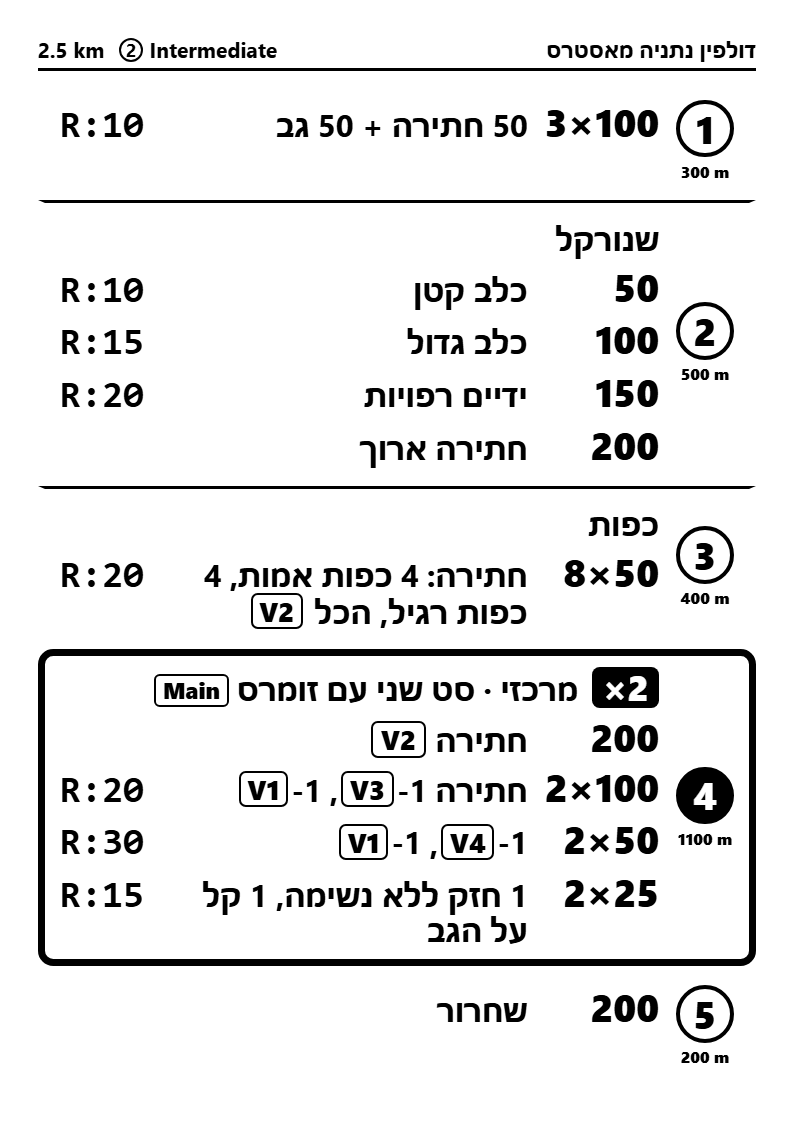 דולפין נתניה מאסטרס 2.5 km ② Intermediate
1 3×100 50 חתירה + 50 גב R:10
300 m
שנורקל
50 כלב קטן R:10
2 100 כלב גדול R:15
500 m
150 ידיים רפויות R:20
200 חתירה ארוך
כפות
3 8×50 חתירה: 4 כפות אמות, 4 R:20
400 m
כפות רגיל, הכל V2
×2 מרכזי · סט שני עם זומרס Main
200 חתירה V2
4 2×100 חתירה 1-V3, 1-V1 R:20
1100 m
2×50 1-V4, 1-V1 R:30
2×25 1 חזק ללא נשימה, 1 קל R:15
על הגב
5 200 שחרור
200 m